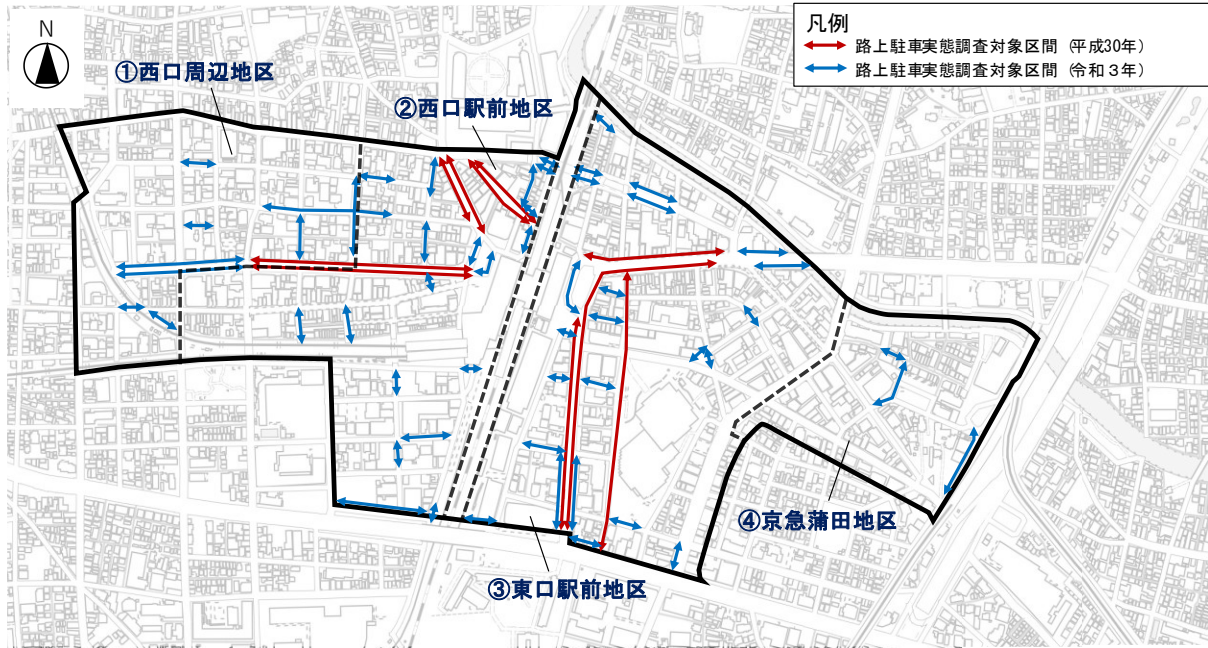 N
凡例
路上駐車実態調査対象区間（平成30年）
路上駐車実態調査対象区間（令和３年）
①西口周辺地区
②西口駅前地区
④京急蒲田地区
③東口駅前地区